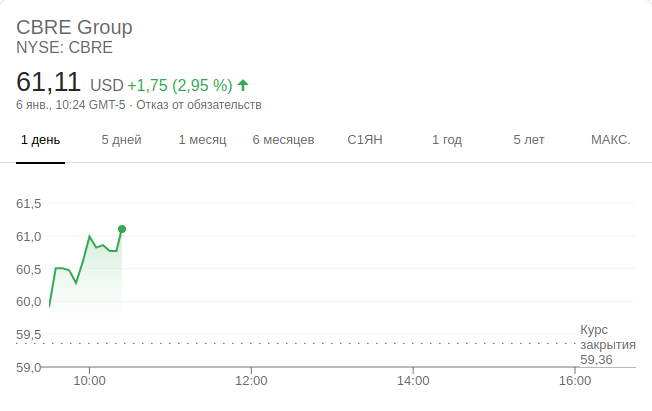 CBRE Group
NYSE: CBRE
61,11 USD +1,75 (2,95 %)
6 янв., 10:24 GMT-5 · Отказ от обязательств
1 день 5 дней 1 месяц 6 месяцев С1ЯН 1 год 5 лет МАКС.
61,5
61,0
60,5
60,0
59,5
59,0
Курс
закрытия
59,36
10:00 12:00 14:00 16:00